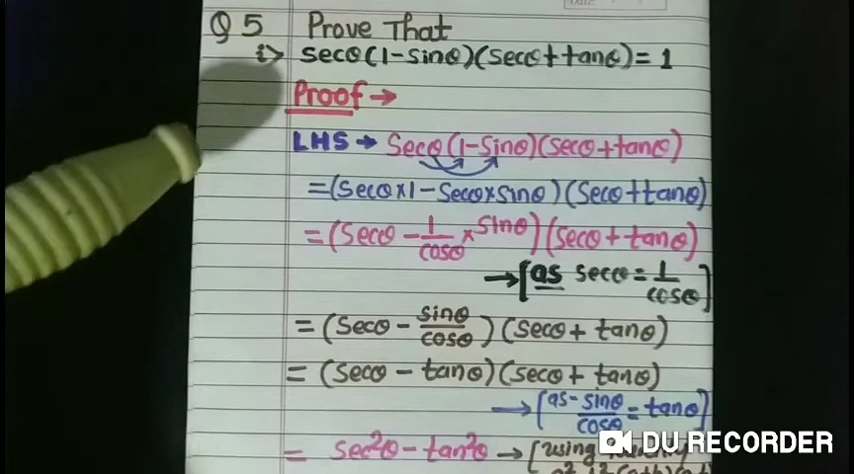 Q5 Prove That
i> secθ(1-sinθ)(secθ+tanθ)=1
Proof →
LHS → Secθ(1-Sinθ)(secθ+tanθ)
=(Secθ×1-Secθ×sinθ)(Secθ+tanθ)
=(Secθ-1/cosθ×sinθ)(secθ+tanθ)
→[as secθ=1/cosθ]
=(Secθ-sinθ/cosθ)(secθ+tanθ)
=(secθ-tanθ)(secθ+tanθ)
→[as-sinθ/cosθ=tanθ]
= sec²θ-tan²θ→[using
DU RECORDER